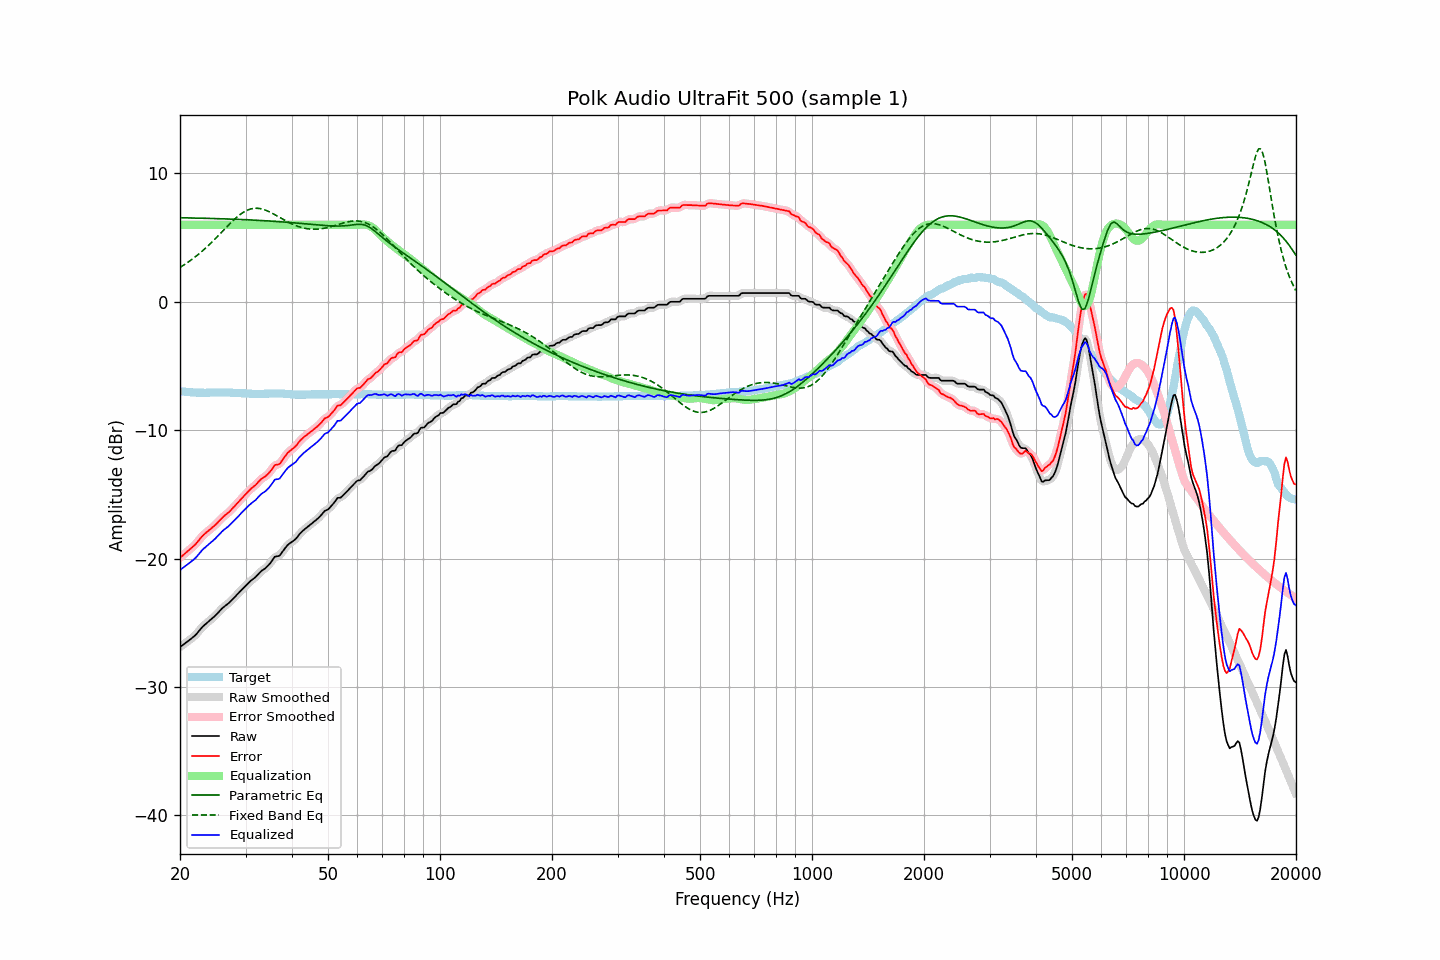 Polk Audio UltraFit 500 (sample 1)
Amplitude (dBr)
10
0
−10
−20
−30
−40
Target
Raw Smoothed
Error Smoothed
Raw
Error
Equalization
Parametric Eq
Fixed Band Eq
Equalized
20 50 100 200 500 1000 2000 5000 10000 20000
Frequency (Hz)